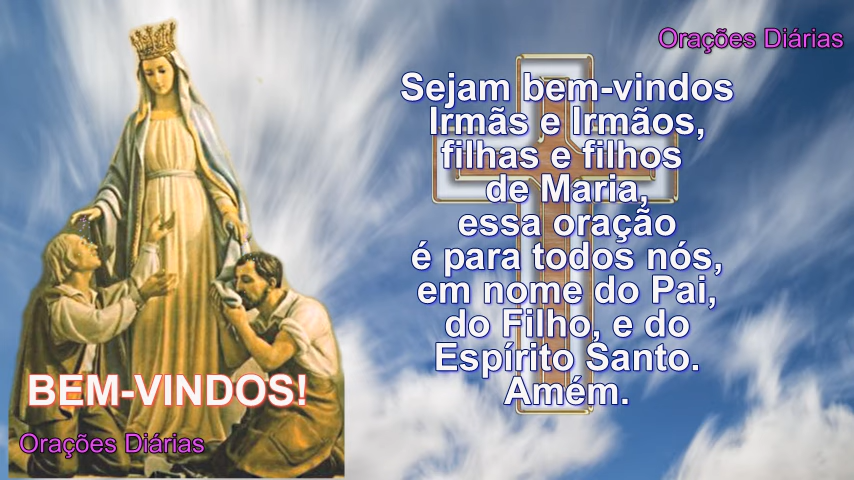 Orações Diárias
Sejam bem-vindos
Irmãs e Irmãos,
filhas e filhos
de Maria,
essa oração
é para todos nós,
em nome do Pai,
do Filho, e do
Espírito Santo.
Amém.
BEM-VINDOS!
Orações Diárias